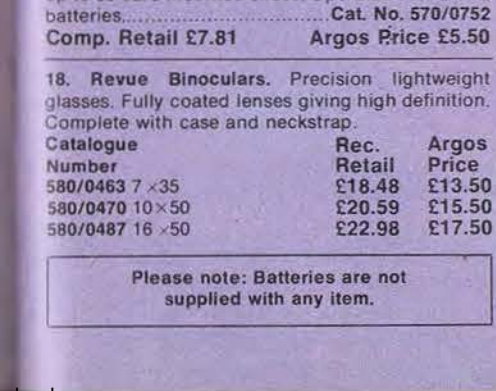 batteries..............................Cat. No. 570/0752
Comp. Retail £7.81 Argos Price £5.50
18. Revue Binoculars. Precision lightweight
glasses. Fully coated lenses giving high definition.
Complete with case and neckstrap.
Catalogue Rec. Argos
Number Retail Price
580/0463 7 ×35 £18.48 £13.50
580/0470 10×50 £20.59 £15.50
580/0487 16 ×50 £22.98 £17.50
Please note: Batteries are not
supplied with any item.